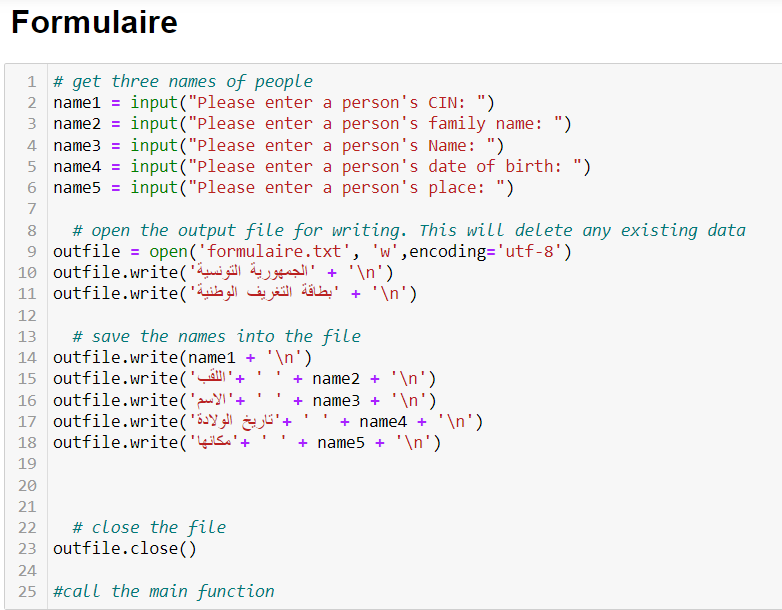 Formulaire
1 # get three names of people
2 name1 = input("Please enter a person's CIN: ")
3 name2 = input("Please enter a person's family name: ")
4 name3 = input("Please enter a person's Name: ")
5 name4 = input("Please enter a person's date of birth: ")
6 name5 = input("Please enter a person's place: ")
7
8 # open the output file for writing. This will delete any existing data
9 outfile = open('formulaire.txt', 'w',encoding='utf-8')
10 outfile.write('الجمهورية التونسية' + '\n')
11 outfile.write('بطاقة التغريف الوطنية' + '\n')
12
13 # save the names into the file
14 outfile.write(name1 + '\n')
15 outfile.write('اللقب'+ ' ' + name2 + '\n')
16 outfile.write('الاسم'+ ' ' + name3 + '\n')
17 outfile.write('تاريخ الولادة'+ ' ' + name4 + '\n')
18 outfile.write('مكانها'+ ' ' + name5 + '\n')
19
20
21
22 # close the file
23 outfile.close()
24
25 #call the main function